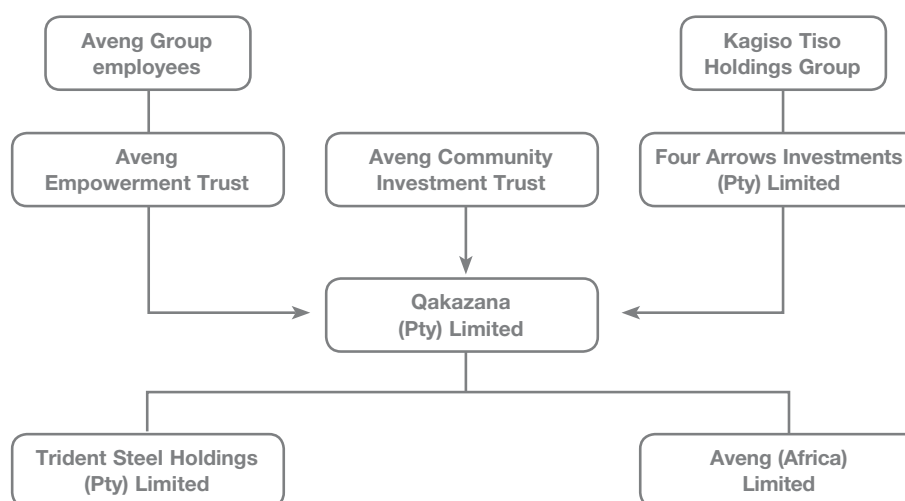 Aveng Group
employees
Kagiso Tiso
Holdings Group
Aveng
Empowerment Trust
Aveng Community
Investment Trust
Four Arrows Investments
(Pty) Limited
Qakazana
(Pty) Limited
Trident Steel Holdings
(Pty) Limited
Aveng (Africa)
Limited